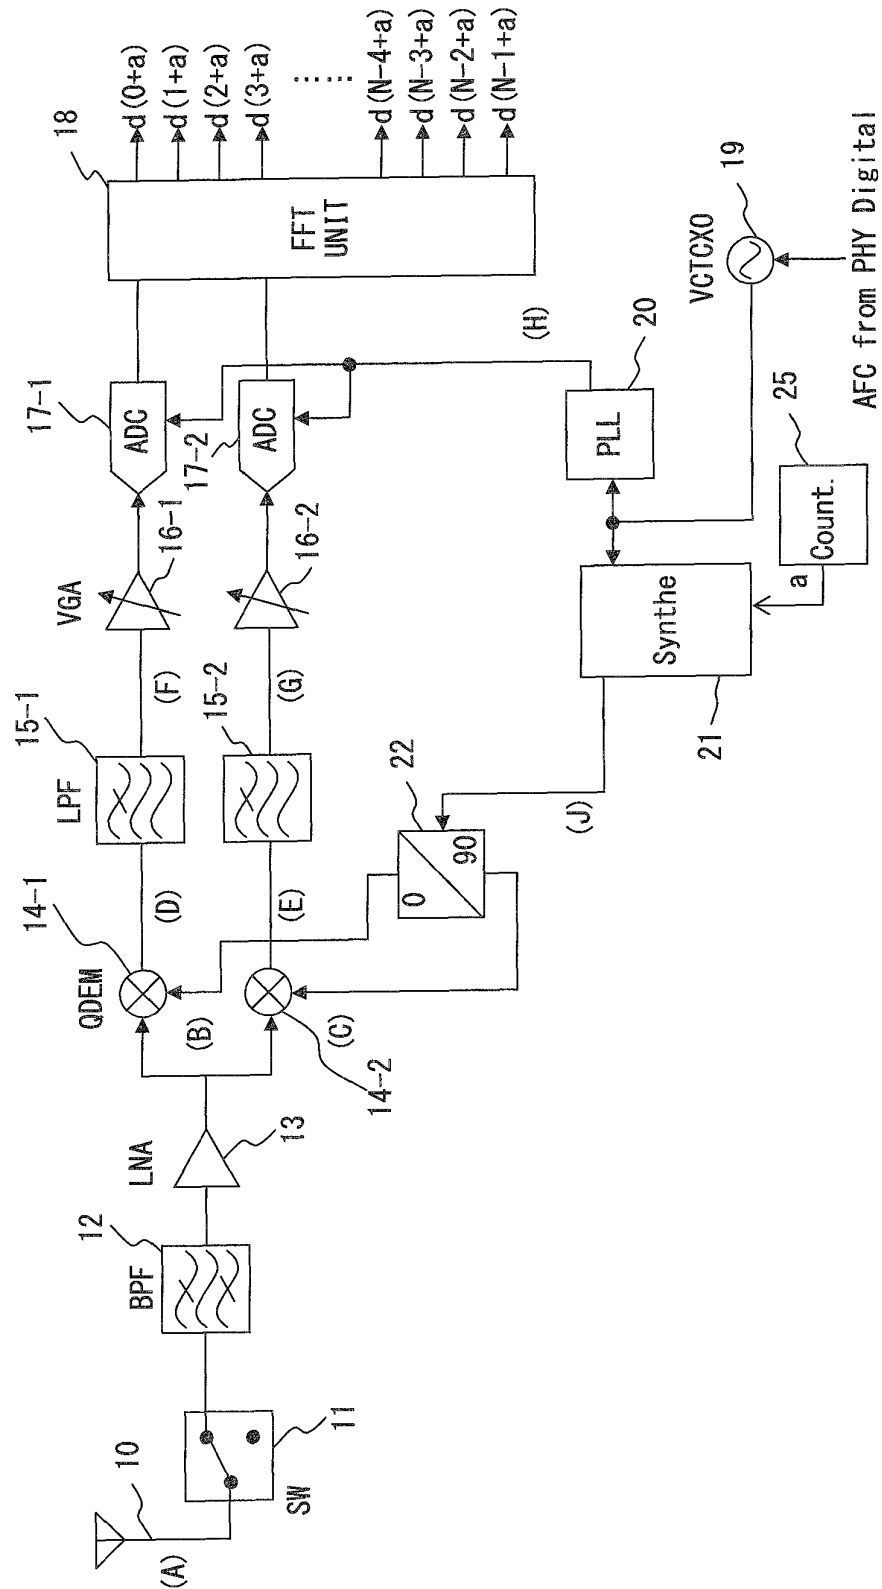 (A)
10
SW
11
BPF
12
LNA
13
QDEM
14-1
(B)
(C)
14-2
(D)
(E)
LPF
15-1
15-2
(F)
(G)
VGA
16-1
16-2
17-1
ADC
17-2
ADC
18
FFT
UNIT
d(0+a)
d(1+a)
d(2+a)
d(3+a)
......
d(N-4+a)
d(N-3+a)
d(N-2+a)
d(N-1+a)
0
90
22
(J)
Synthe
21
a
Count.
25
PLL
20
(H)
VCTCXO
19
AFC from PHY Digital